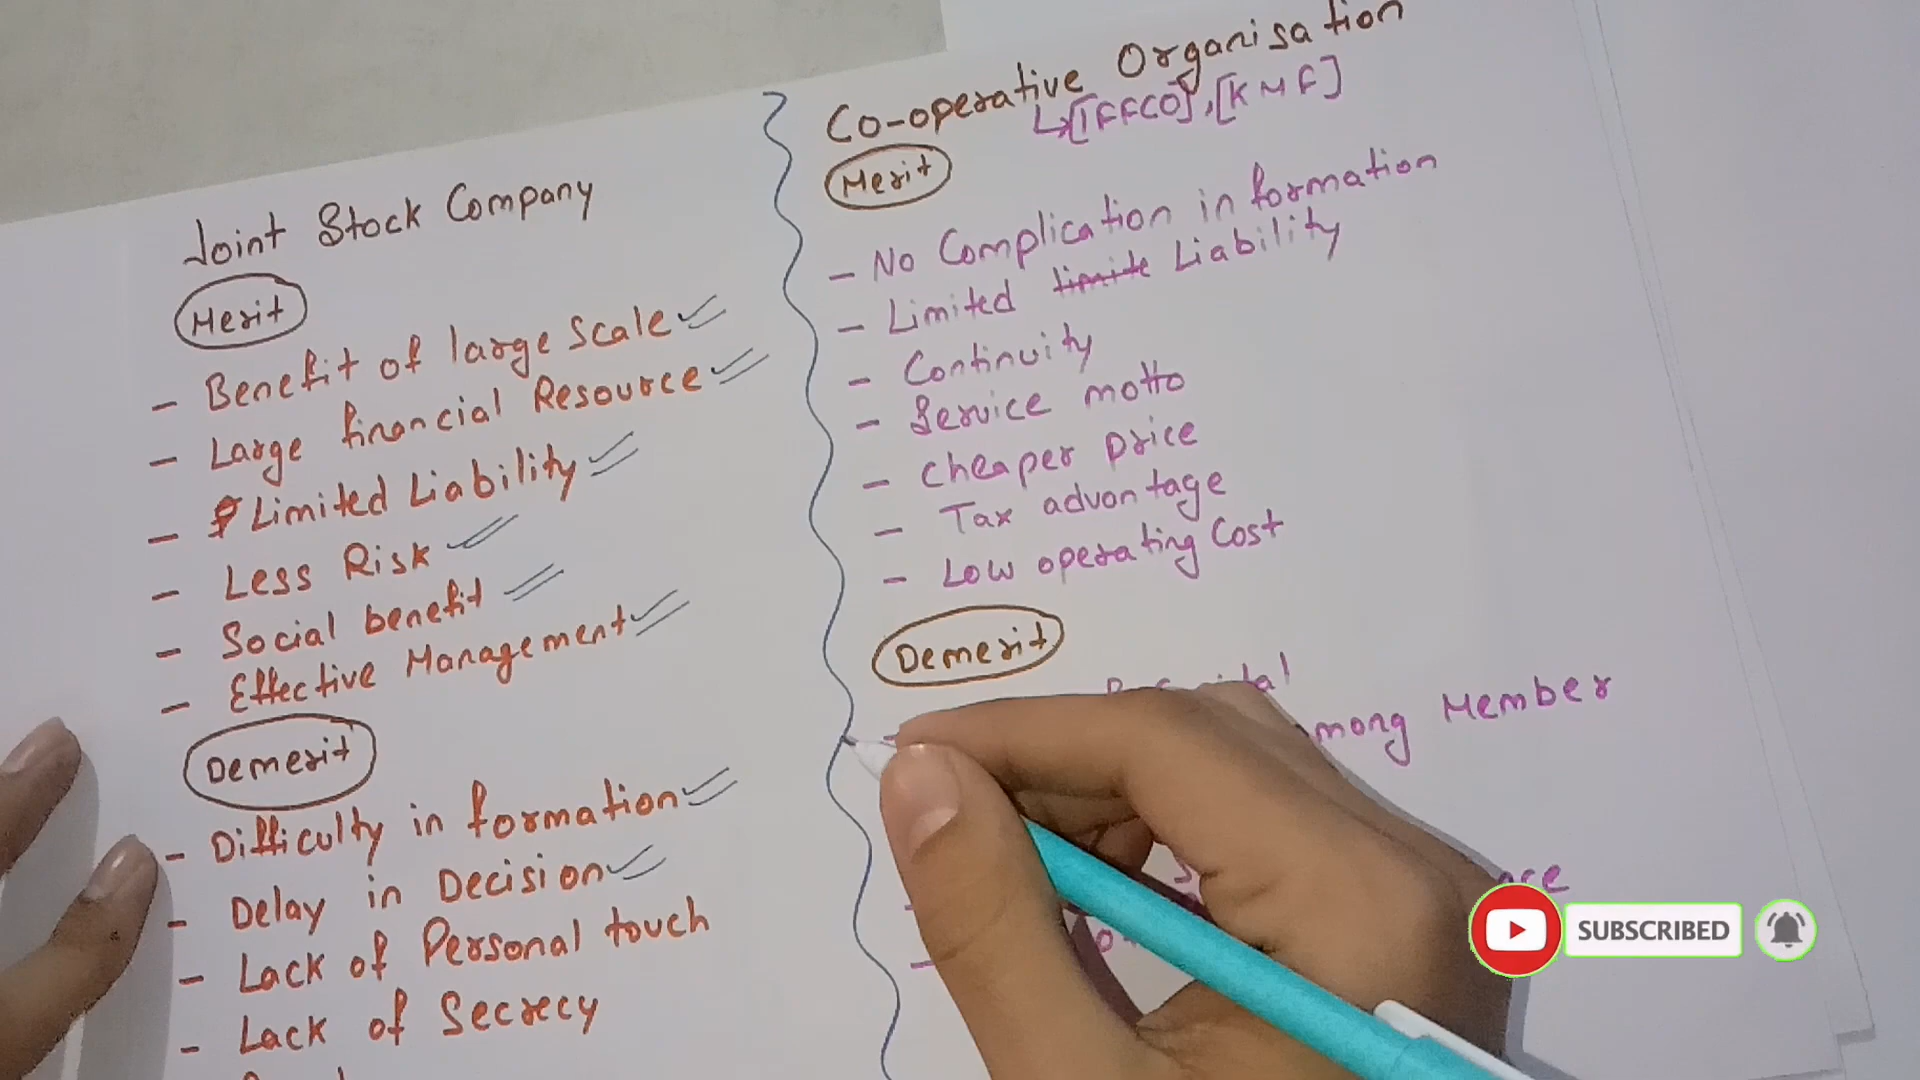 Joint Stock Company
Merit
- Benefit of large Scale
- Large financial Resource
- Limited Liability
- Less Risk
- Social benefit
- Effective Management
Demerit
- Difficulty in formation
- Delay in Decision
- Lack of Personal touch
- Lack of Secrecy
Co-operative Organisation
↳[IFFCO],[KMF]
Merit
- No Complication in formation
- Limited limite Liability
- Continuity
- Service motto
- Cheaper price
- Tax advantage
- Low operating Cost
Demerit
among Member
SUBSCRIBED